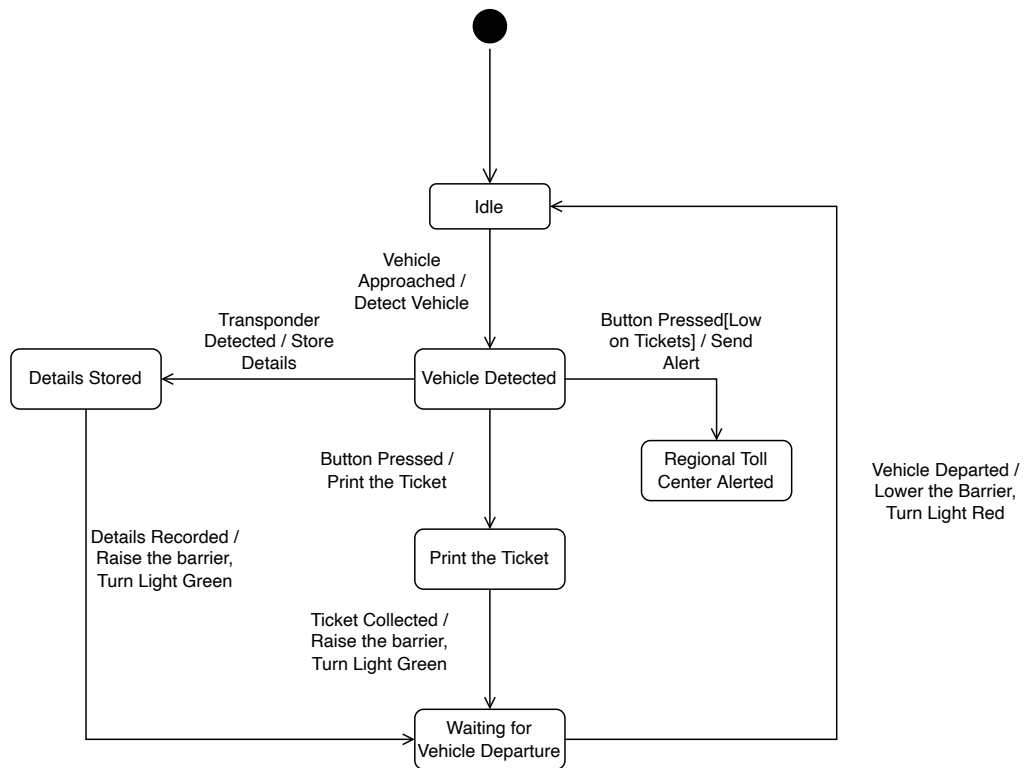 Idle
Vehicle
Approached /
Detect Vehicle
Transponder
Detected / Store
Details
Button Pressed[Low
on Tickets] / Send
Alert
Details Stored
Vehicle Detected
Button Pressed /
Print the Ticket
Regional Toll
Center Alerted
Vehicle Departed /
Lower the Barrier,
Turn Light Red
Details Recorded /
Raise the barrier,
Turn Light Green
Print the Ticket
Ticket Collected /
Raise the barrier,
Turn Light Green
Waiting for
Vehicle Departure